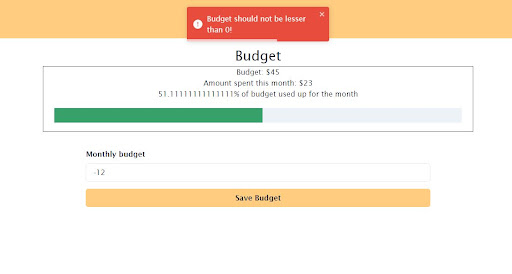 Budget should not be lesser
than 0!
Budget
Budget: $45
Amount spent this month: $23
51.11111111111111% of budget used up for the month
Monthly budget
-12
Save Budget